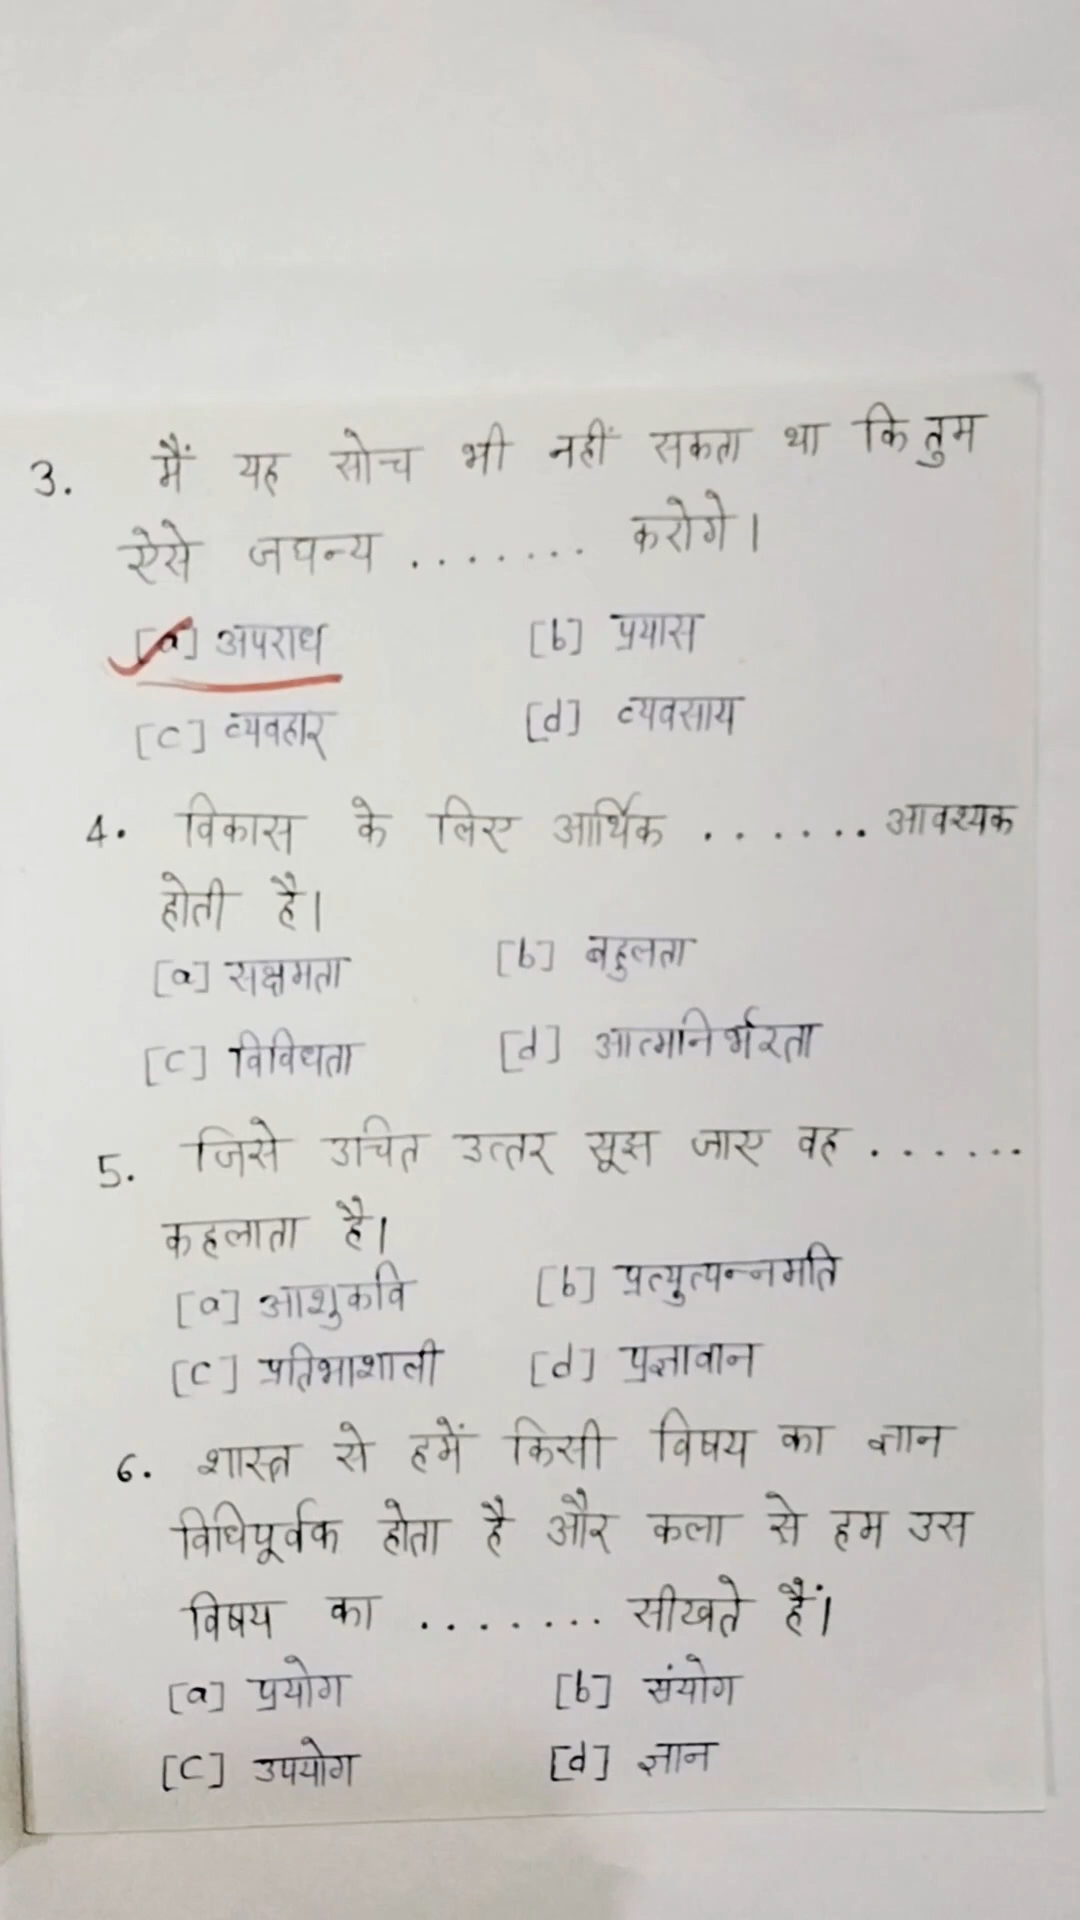 3. मैं यह सोच भी नहीं सकता था कि तुम
ऐसे जघन्य ....... करोगे।
[a] अपराध [b] प्रयास
[c] व्यवहार [d] व्यवसाय
4. विकास के लिए आर्थिक ....... आवश्यक
होती है।
[a] सक्षमता [b] बहुलता
[c] विविधता [d] आत्मनिर्भरता
5. जिसे उचित उत्तर सूझ जाए वह ......
कहलाता है।
[a] आशुकवि [b] प्रत्युत्पन्नमति
[c] प्रतिभाशाली [d] प्रज्ञावान
6. शास्त्र से हमें किसी विषय का ज्ञान
विधिपूर्वक होता है और कला से हम उस
विषय का ........ सीखते हैं।
[a] प्रयोग [b] संयोग
[c] उपयोग [d] ज्ञान